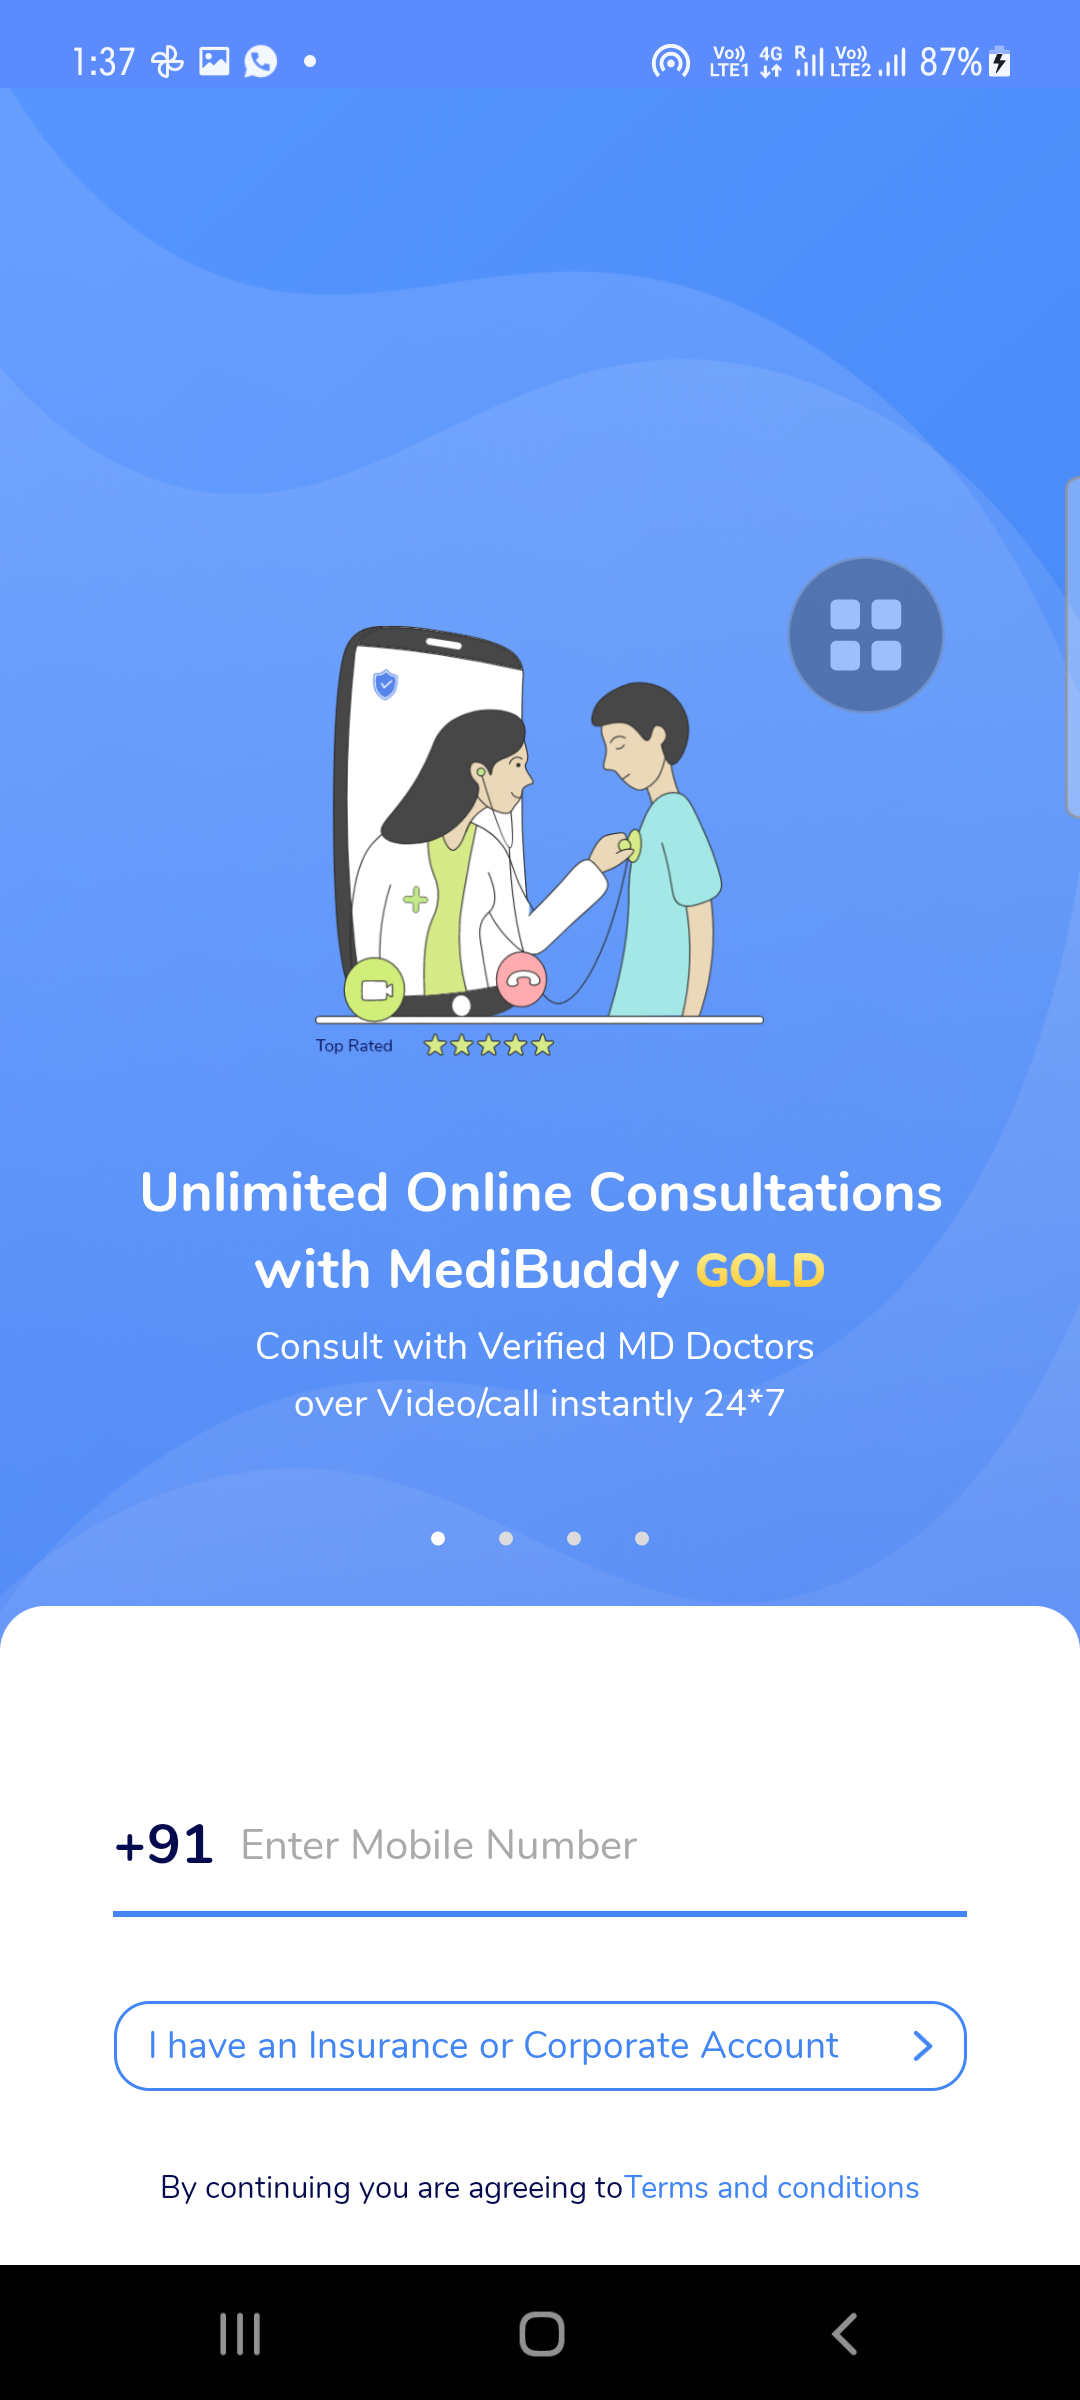 1:37
Vo)) LTE1 4G R Vo)) LTE2 87%
Top Rated
Unlimited Online Consultations
with MediBuddy GOLD
Consult with Verified MD Doctors
over Video/call instantly 24*7
+91 Enter Mobile Number
I have an Insurance or Corporate Account
By continuing you are agreeing toTerms and conditions